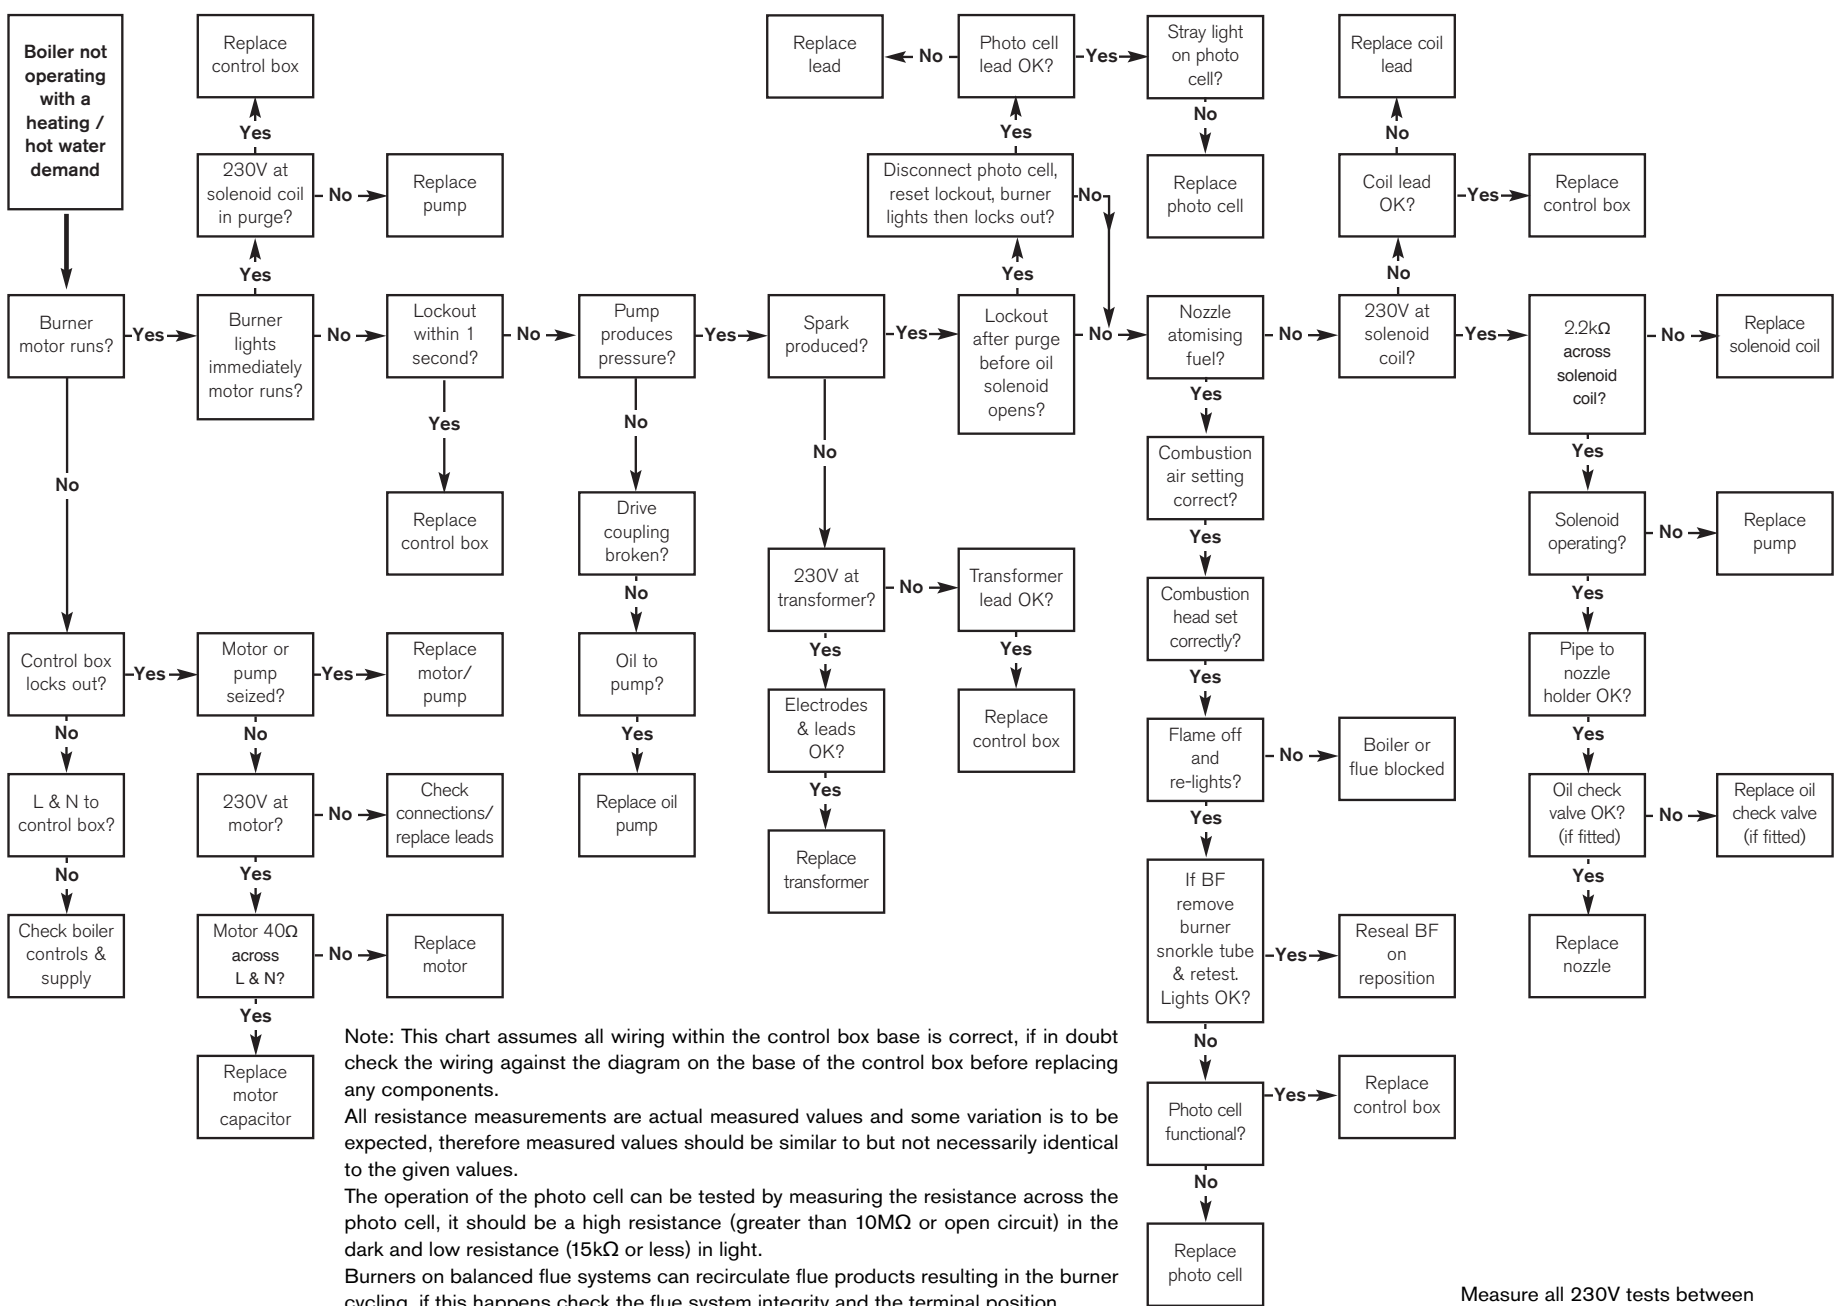 Boiler not
operating
with a
heating /
hot water
demand
Burner
motor runs?
Yes
No
Control box
locks out?
Yes
No
L & N to
control box?
No
Check boiler
controls &
supply
Replace
control box
Yes
230V at
solenoid coil
in purge?
No
Replace
pump
Yes
Burner
lights
immediately
motor runs?
No
Lockout
within 1
second?
No
Yes
Replace
control box
Motor or
pump
seized?
Yes
Replace
motor/
pump
No
230V at
motor?
No
Check
connections/
replace leads
Yes
Motor 40Ω
across
L & N?
No
Replace
motor
Yes
Replace
motor
capacitor
Pump
produces
pressure?
Yes
No
Drive
coupling
broken?
No
Oil to
pump?
Yes
Replace oil
pump
Spark
produced?
Yes
No
230V at
transformer?
No
Transformer
lead OK?
Yes
Replace
control box
Yes
Electrodes
& leads
OK?
Yes
Replace
transformer
Replace
lead
No
Photo cell
lead OK?
Yes
Stray light
on photo
cell?
No
Replace
photo cell
Yes
Disconnect photo cell,
reset lockout, burner
lights then locks out?
No
Yes
Lockout
after purge
before oil
solenoid
opens?
No
Nozzle
atomising
fuel?
No
Yes
Combustion
air setting
correct?
Yes
Combustion
head set
correctly?
Yes
Flame off
and
re-lights?
No
Boiler or
flue blocked
Yes
If BF
remove
burner
snorkle tube
& retest.
Lights OK?
Yes
Reseal BF
on
reposition
No
Photo cell
functional?
Yes
Replace
control box
No
Replace
photo cell
Replace coil
lead
No
Coil lead
OK?
Yes
Replace
control box
No
230V at
solenoid
coil?
Yes
2.2kΩ
across
solenoid
coil?
No
Replace
solenoid coil
Yes
Solenoid
operating?
No
Replace
pump
Yes
Pipe to
nozzle
holder OK?
Yes
Oil check
valve OK?
(if fitted)
No
Replace oil
check valve
(if fitted)
Yes
Replace
nozzle
Note: This chart assumes all wiring within the control box base is correct, if in doubt
check the wiring against the diagram on the base of the control box before replacing
any components.
All resistance measurements are actual measured values and some variation is to be
expected, therefore measured values should be similar to but not necessarily identical
to the given values.
The operation of the photo cell can be tested by measuring the resistance across the
photo cell, it should be a high resistance (greater than 10MΩ or open circuit) in the
dark and low resistance (15kΩ or less) in light.
Burners on balanced flue systems can recirculate flue products resulting in the burner
cycling, if this happens check the flue system integrity and the terminal position.
Measure all 230V tests between